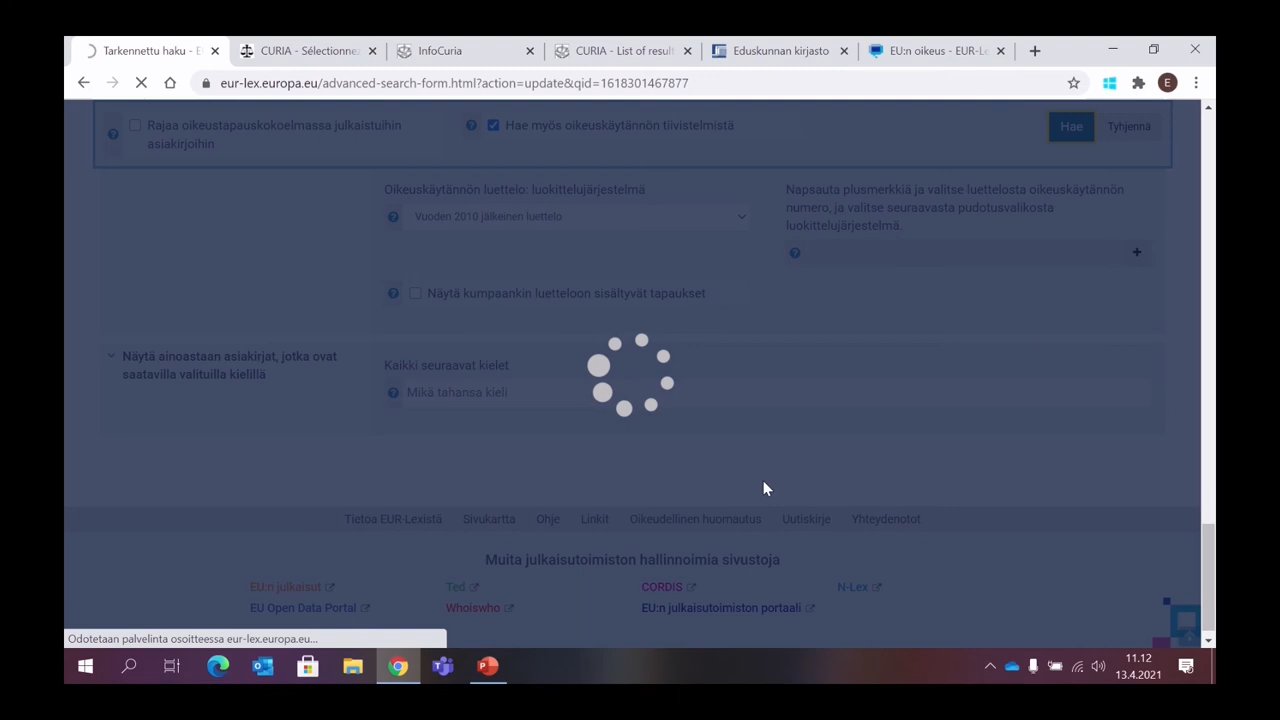 Tarkennettu haku - E
CURIA - Sélectionnez
InfoCuria
CURIA - List of result
Eduskunnan kirjasto
EU:n oikeus - EUR-Le
eur-lex.europa.eu/advanced-search-form.html?action=update&qid=1618301467877
E
Rajaa oikeustapauskokoelmassa julkaistuihin
asiakirjoihin
Hae myös oikeuskäytännön tiivistelmistä
Hae
Tyhjennä
Oikeuskäytännön luettelo: luokittelujärjestelmä
Vuoden 2010 jälkeinen luettelo
Napsauta plusmerkkiä ja valitse luettelosta oikeuskäytännön
numero, ja valitse seuraavasta pudotusvalikosta
luokittelujärjestelmä.
Näytä kumpaankin luetteloon sisältyvät tapaukset
Näytä ainoastaan asiakirjat, jotka ovat
saatavilla valituilla kielillä
Kaikki seuraavat kielet
Mikä tahansa kieli
Tietoa EUR-Lexistä Sivukartta Ohje Linkit Oikeudellinen huomautus Uutiskirje Yhteydenotot
Muita julkaisutoimiston hallinnoimia sivustoja
EU:n julkaisut Ted CORDIS N-Lex
EU Open Data Portal Whoiswho EU:n julkaisutoimiston portaali
Odotetaan palvelinta osoitteessa eur-lex.europa.eu...
11.12
13.4.2021